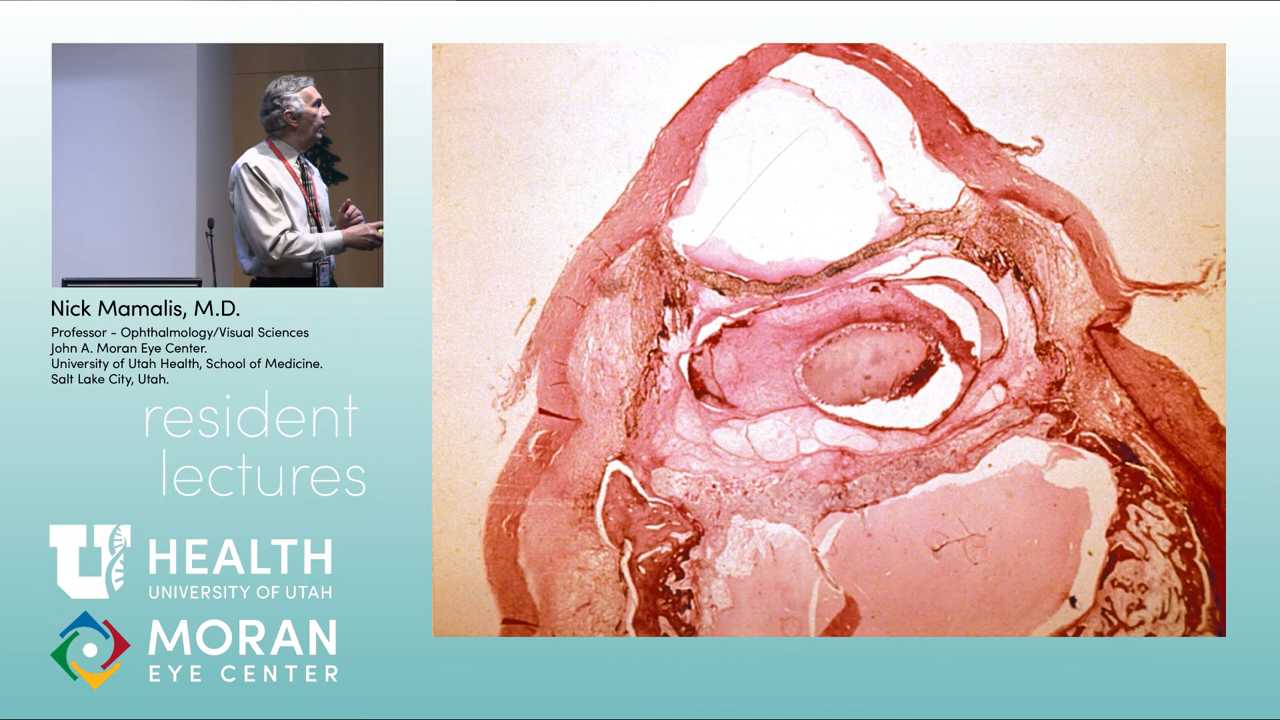 Nick Mamalis, M.D.
Professor - Ophthalmology/Visual Sciences
John A. Moran Eye Center.
University of Utah Health, School of Medicine.
Salt Lake City, Utah.
resident
lectures
U HEALTH
UNIVERSITY OF UTAH
MORAN
EYE CENTER